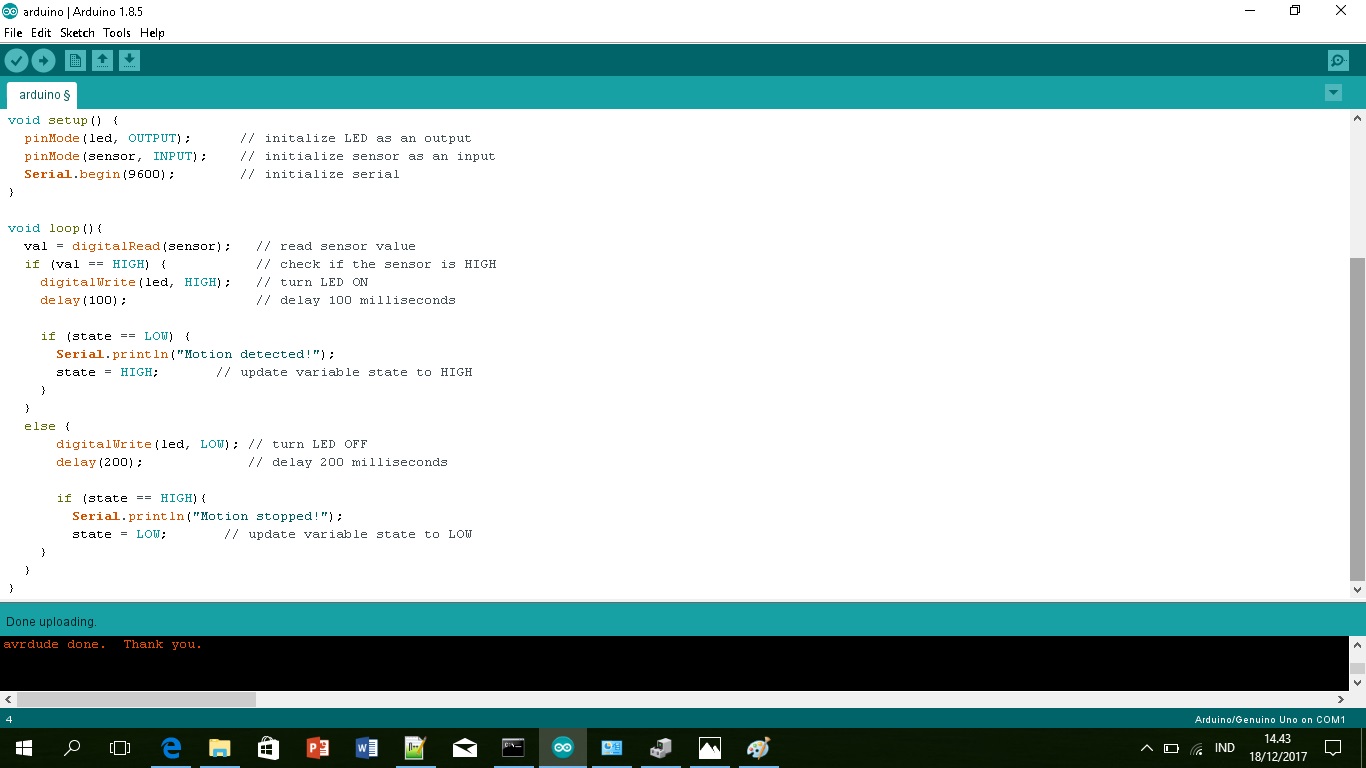 arduino | Arduino 1.8.5
File Edit Sketch Tools Help
arduino §
void setup() {
  pinMode(led, OUTPUT);      // initalize LED as an output
  pinMode(sensor, INPUT);    // initialize sensor as an input
  Serial.begin(9600);        // initialize serial
}
void loop(){
  val = digitalRead(sensor);   // read sensor value
  if (val == HIGH) {           // check if the sensor is HIGH
    digitalWrite(led, HIGH);   // turn LED ON
    delay(100);                // delay 100 milliseconds
    if (state == LOW) {
      Serial.println("Motion detected!");
      state = HIGH;       // update variable state to HIGH
    }
  }
  else {
      digitalWrite(led, LOW); // turn LED OFF
      delay(200);             // delay 200 milliseconds
      if (state == HIGH){
        Serial.println("Motion stopped!");
        state = LOW;       // update variable state to LOW
    }
  }
}
Done uploading.
avrdude done.  Thank you.
4
Arduino/Genuino Uno on COM1
IND
14.43
18/12/2017